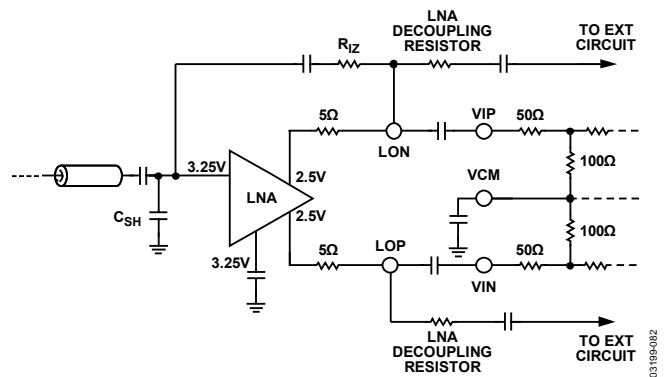 LNA
DECOUPLING
RESISTOR
TO EXT
CIRCUIT
RIZ
5Ω
LON
VIP
50Ω
100Ω
3.25V
LNA
2.5V
2.5V
VCM
CSH
3.25V
5Ω
LOP
VIN
50Ω
100Ω
LNA
DECOUPLING
RESISTOR
TO EXT
CIRCUIT
03199-082